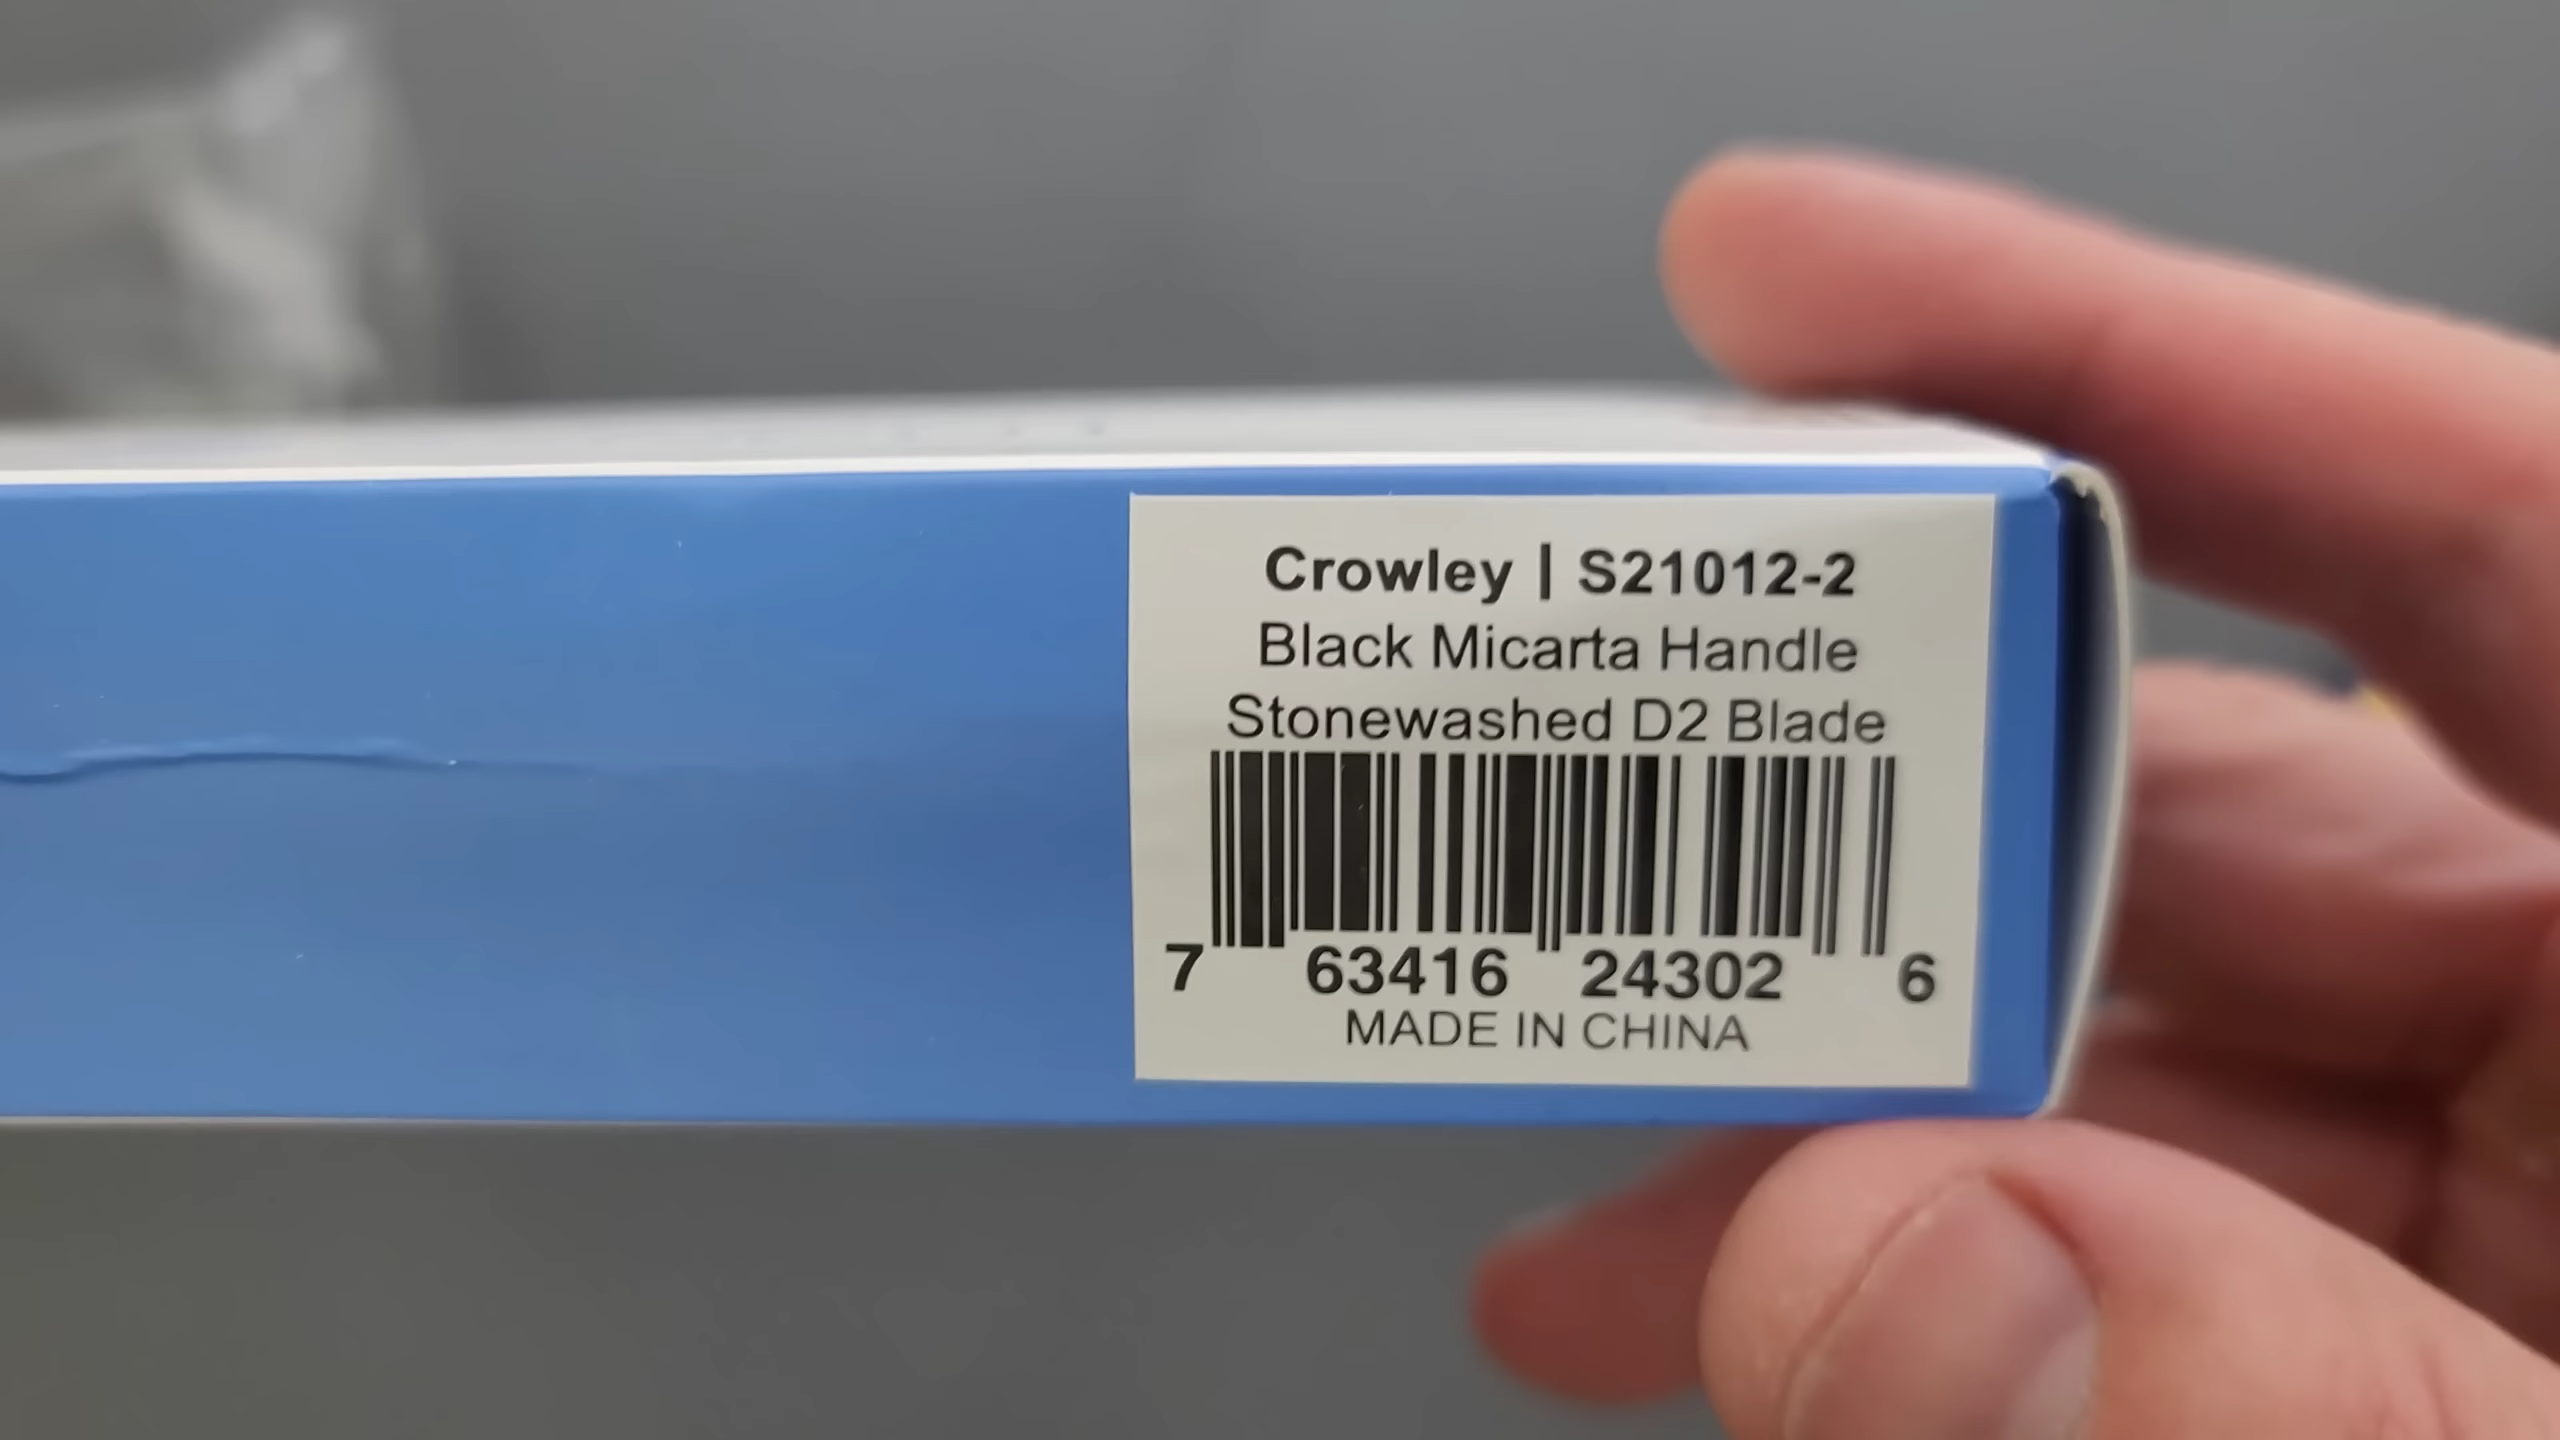 Crowley | S21012-2
Black Micarta Handle
Stonewashed D2 Blade
7 63416 24302 6
MADE IN CHINA